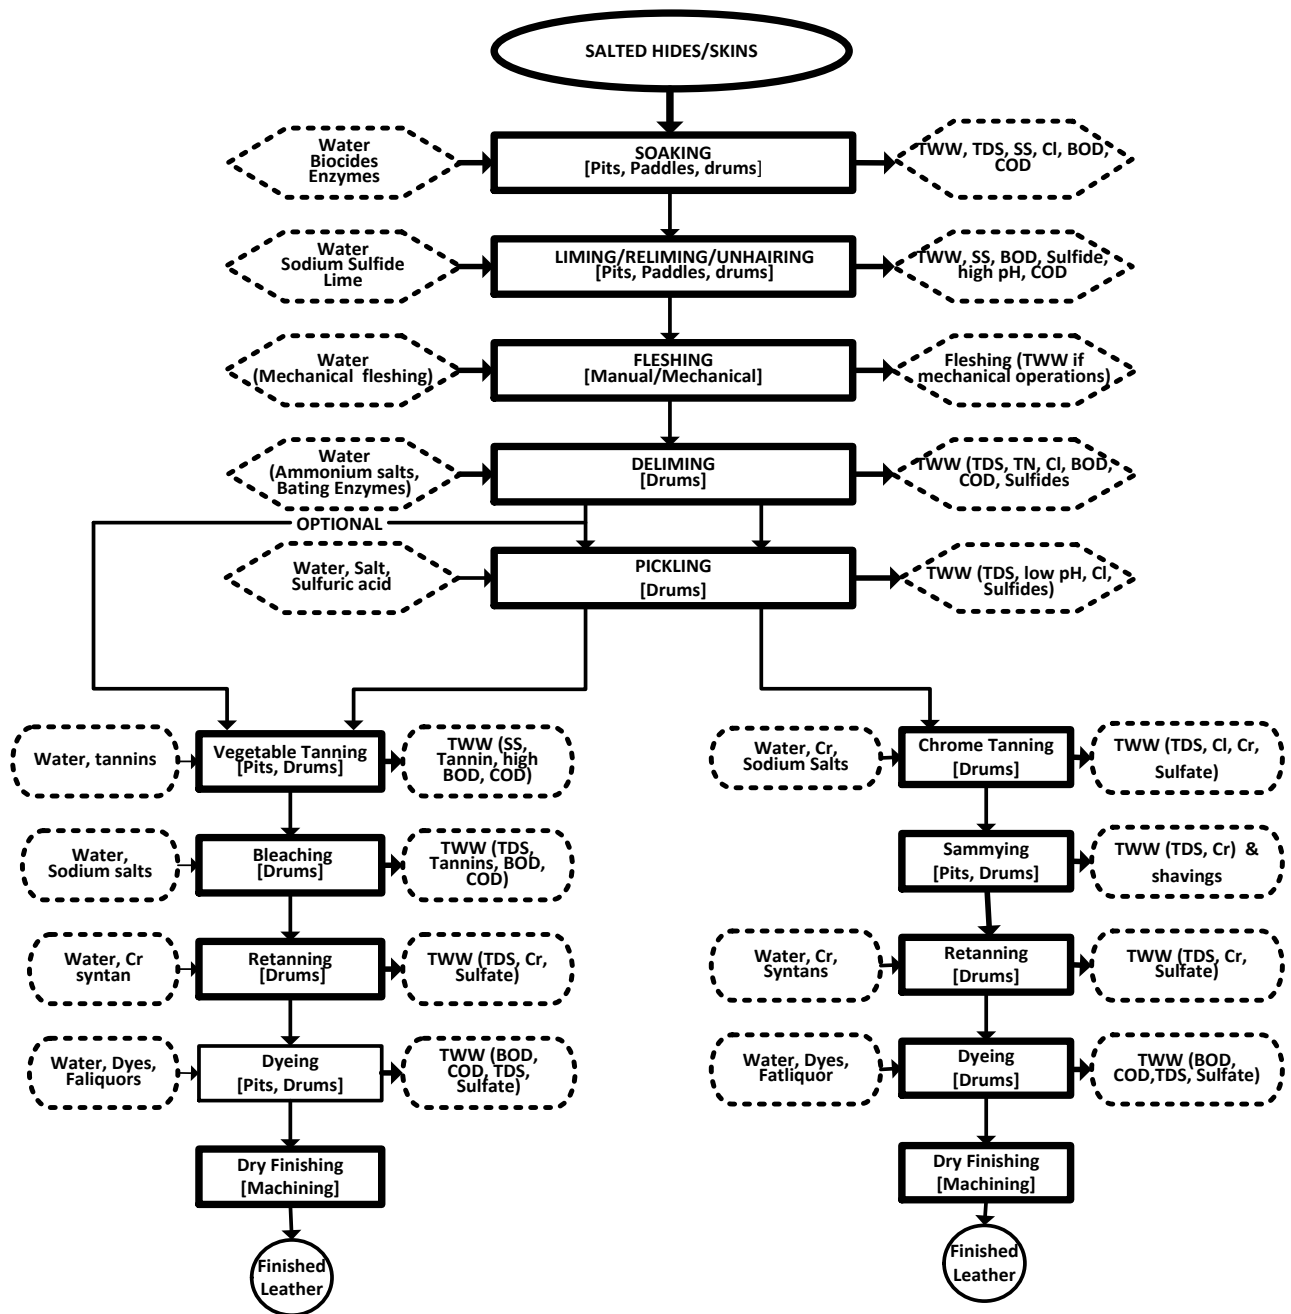 SALTED HIDES/SKINS
Water
Biocides
Enzymes
SOAKING
[Pits, Paddles, drums]
TWW, TDS, SS, Cl, BOD,
COD
Water
Sodium Sulfide
Lime
LIMING/RELIMING/UNHAIRING
[Pits, Paddles, drums]
TWW, SS, BOD, Sulfide,
high pH, COD
Water
(Mechanical fleshing)
FLESHING
[Manual/Mechanical]
Fleshing (TWW if
mechanical operations)
Water
(Ammonium salts,
Bating Enzymes)
DELIMING
[Drums]
TWW (TDS, TN, Cl, BOD,
COD, Sulfides
OPTIONAL
Water, Salt,
Sulfuric acid
PICKLING
[Drums]
TWW (TDS, low pH, Cl,
Sulfides)
Water, tannins
Vegetable Tanning
[Pits, Drums]
TWW (SS,
Tannin, high
BOD, COD)
Water, Cr,
Sodium Salts
Chrome Tanning
[Drums]
TWW (TDS, Cl, Cr,
Sulfate)
Water,
Sodium salts
Bleaching
[Drums]
TWW (TDS,
Tannins, BOD,
COD)
Sammying
[Pits, Drums]
TWW (TDS, Cr) &
shavings
Water, Cr
syntan
Retanning
[Drums]
TWW (TDS, Cr,
Sulfate)
Water, Cr,
Syntans
Retanning
[Drums]
TWW (TDS, Cr,
Sulfate)
Water, Dyes,
Faliquors
Dyeing
[Pits, Drums]
TWW (BOD,
COD, TDS,
Sulfate)
Water, Dyes,
Fatliquor
Dyeing
[Drums]
TWW (BOD,
COD,TDS, Sulfate)
Dry Finishing
[Machining]
Dry Finishing
[Machining]
Finished
Leather
Finished
Leather